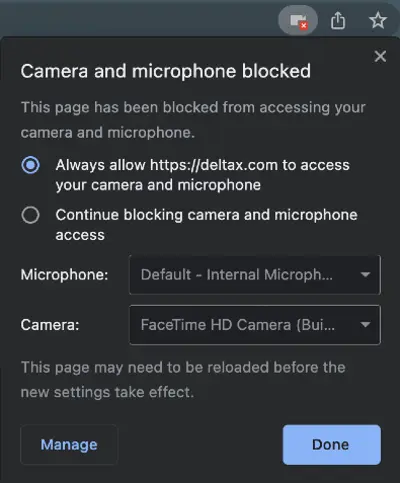 Camera and microphone blocked
This page has been blocked from accessing your
camera and microphone.
Always allow https://deltax.com to access
your camera and microphone
Continue blocking camera and microphone
access
Microphone: Default - Internal Microph...
Camera: FaceTime HD Camera (Bui...
This page may need to be reloaded before the
new settings take effect.
Manage Done